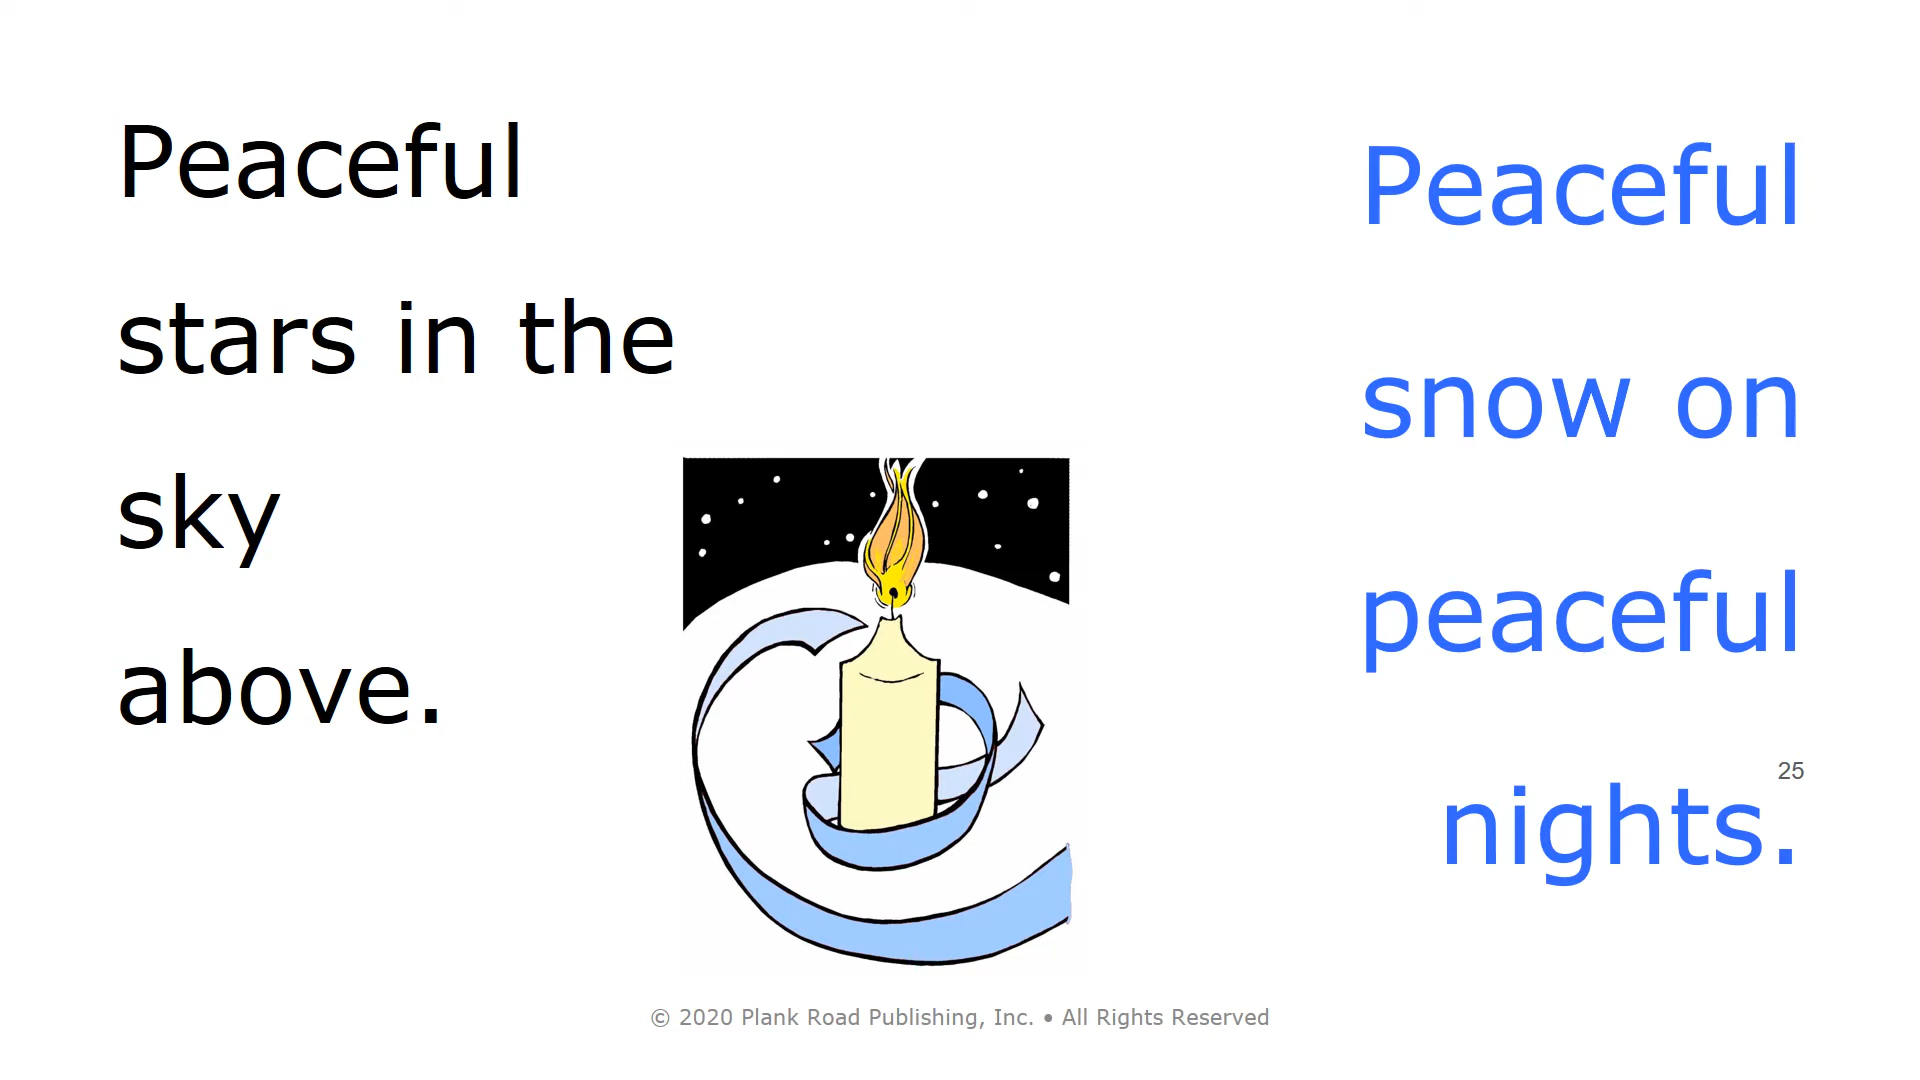 Peaceful
stars in the
sky
above.
Peaceful
snow on
peaceful
nights.
25
© 2020 Plank Road Publishing, Inc. • All Rights Reserved